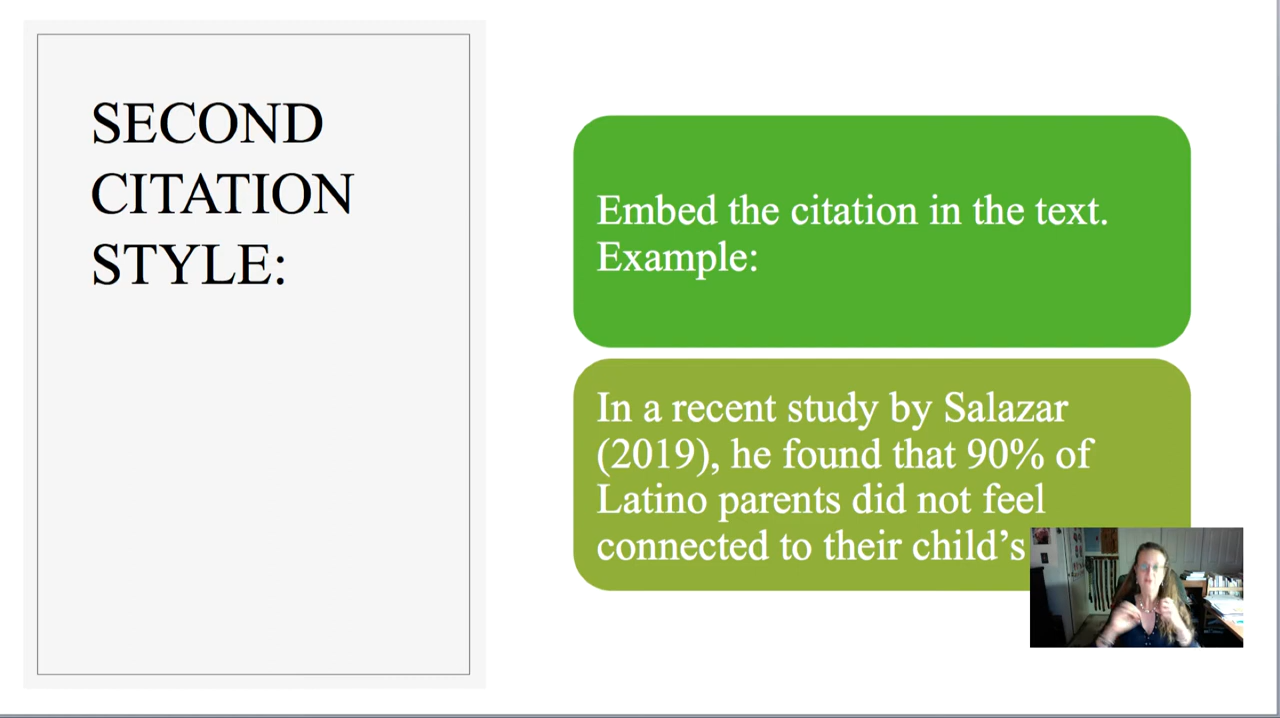 SECOND
CITATION
STYLE:
Embed the citation in the text.
Example:
In a recent study by Salazar
(2019), he found that 90% of
Latino parents did not feel
connected to their child’s